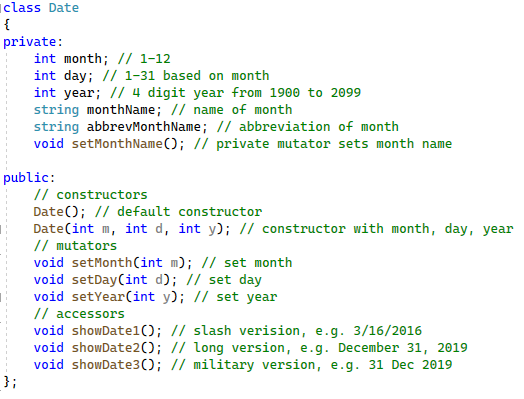 class Date
{
private:
    int month; // 1-12
    int day; // 1-31 based on month
    int year; // 4 digit year from 1900 to 2099
    string monthName; // name of month
    string abbrevMonthName; // abbreviation of month
    void setMonthName(); // private mutator sets month name

public:
    // constructors
    Date(); // default constructor
    Date(int m, int d, int y); // constructor with month, day, year
    // mutators
    void setMonth(int m); // set month
    void setDay(int d); // set day
    void setYear(int y); // set year
    // accessors
    void showDate1(); // slash verision, e.g. 3/16/2016
    void showDate2(); // long version, e.g. December 31, 2019
    void showDate3(); // military version, e.g. 31 Dec 2019
};